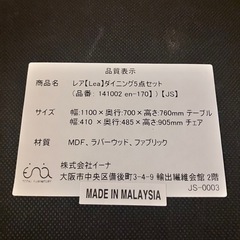 品質表示
商品名 レア【Lea】ダイニング5点セット
(品番: 141002 en-170】)【JS】
サイズ 幅:1100×奥行:700×高さ:760mm テーブル
幅:410 ×奥行:485×高さ:905mm チェア
材質 MDF、ラバーウッド、ファブリック
ena
株式会社イーナ
大阪市中央区備後町3-4-9 輸出繊維会館 2階
MADE IN MALAYSIA
JS-0003